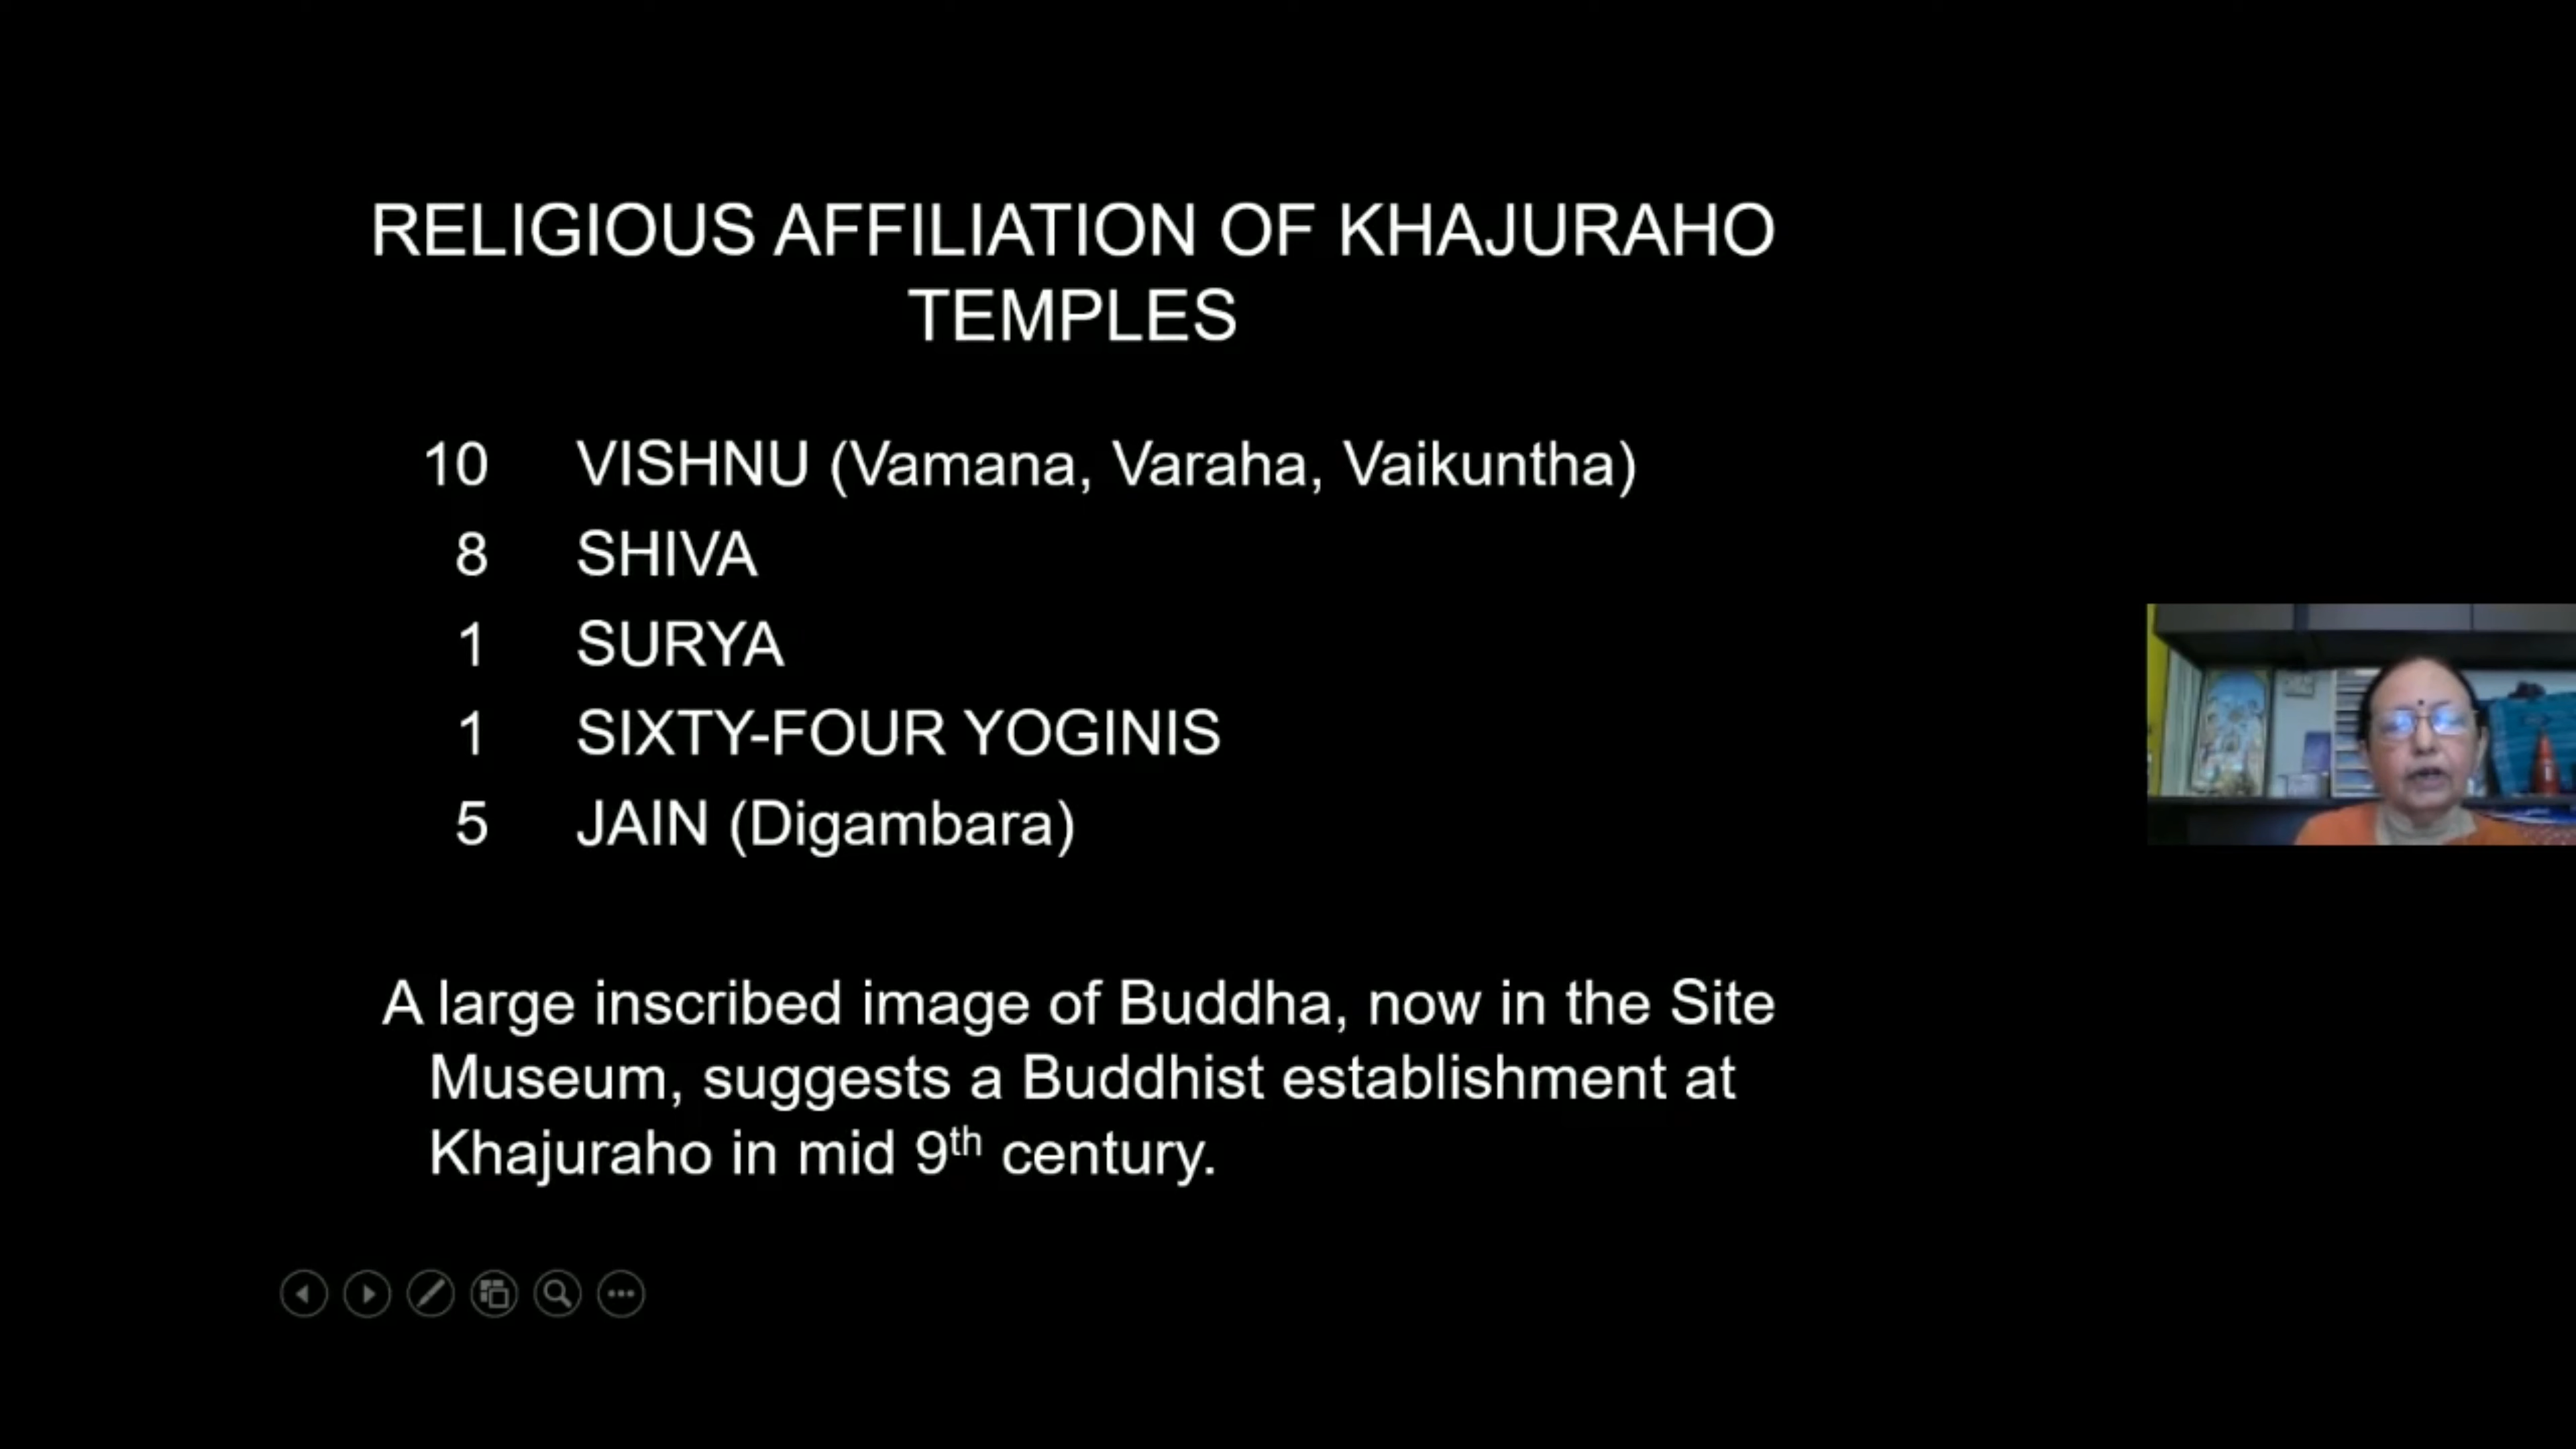 RELIGIOUS AFFILIATION OF KHAJURAHO
TEMPLES
10 VISHNU (Vamana, Varaha, Vaikuntha)
8 SHIVA
1 SURYA
1 SIXTY-FOUR YOGINIS
5 JAIN (Digambara)
A large inscribed image of Buddha, now in the Site
Museum, suggests a Buddhist establishment at
Khajuraho in mid 9th century.